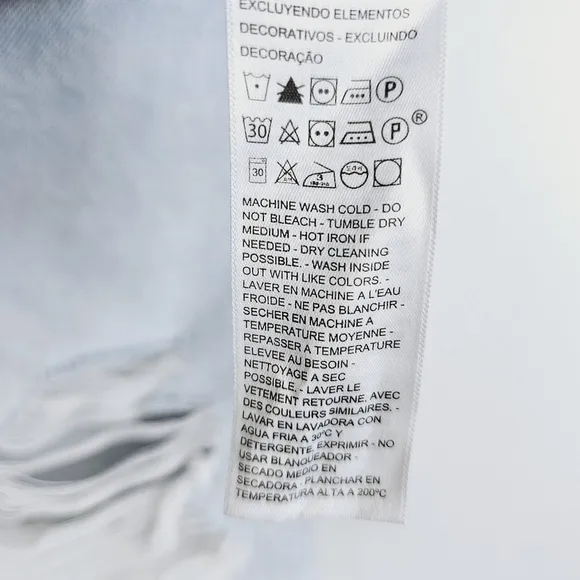 EXCLUYENDO ELEMENTOS
DECORATIVOS - EXCLUINDO
DECORAÇÃO
P
30 P ®
30 3
MACHINE WASH COLD - DO
NOT BLEACH - TUMBLE DRY
MEDIUM - HOT IRON IF
NEEDED - DRY CLEANING
POSSIBLE. - WASH INSIDE
OUT WITH LIKE COLORS. -
LAVER EN MACHINE A L'EAU
FROIDE - NE PAS BLANCHIR -
SECHER EN MACHINE A
TEMPERATURE MOYENNE -
REPASSER A TEMPERATURE
ELEVEE AU BESOIN -
NETTOYAGE A SEC
POSSIBLE. - LAVER LE
VETEMENT RETOURNE, AVEC
DES COULEURS SIMILAIRES. -
LAVAR EN LAVADORA CON
AGUA FRIA A 30ºC Y
DETERGENTE EXPRIMIR - NO
USAR BLANQUEADOR -
SECADO MEDIO EN
SECADORA - PLANCHAR EN
TEMPERATURA ALTA A 200ºC